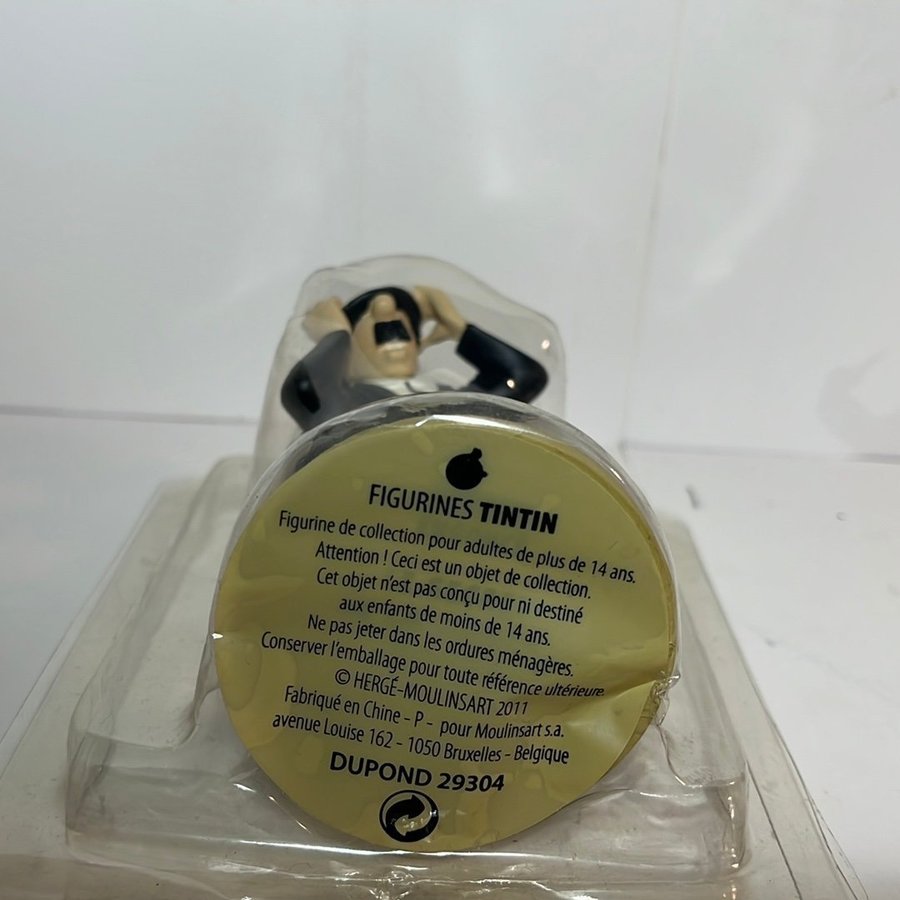 FIGURINES TINTIN
Figurine de collection pour adultes de plus de 14 ans.
Attention ! Ceci est un objet de collection.
Cet objet n'est pas conçu pour ni destiné
aux enfants de moins de 14 ans.
Ne pas jeter dans les ordures ménagères.
Conserver l'emballage pour toute référence ultérieure.
© HERGÉ-MOULINSART 2011
Fabriqué en Chine - P - pour Moulinsart s.a.
avenue Louise 162 - 1050 Bruxelles - Belgique
DUPOND 29304